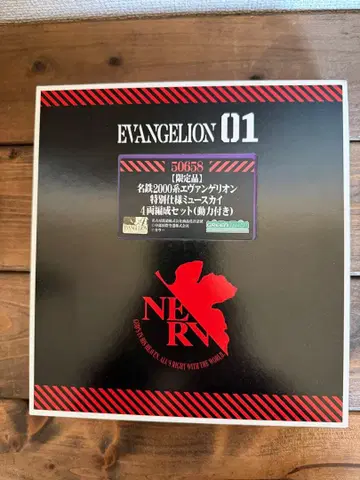 EVANGELION 01
50658
【限定品】
名鉄2000系エヴァンゲリオン
特別仕様ミュースカイ
4両編成セット(動力付き)
NERV
GOD'S IN HIS HEAVEN, ALL'S RIGHT WITH THE WORLD.